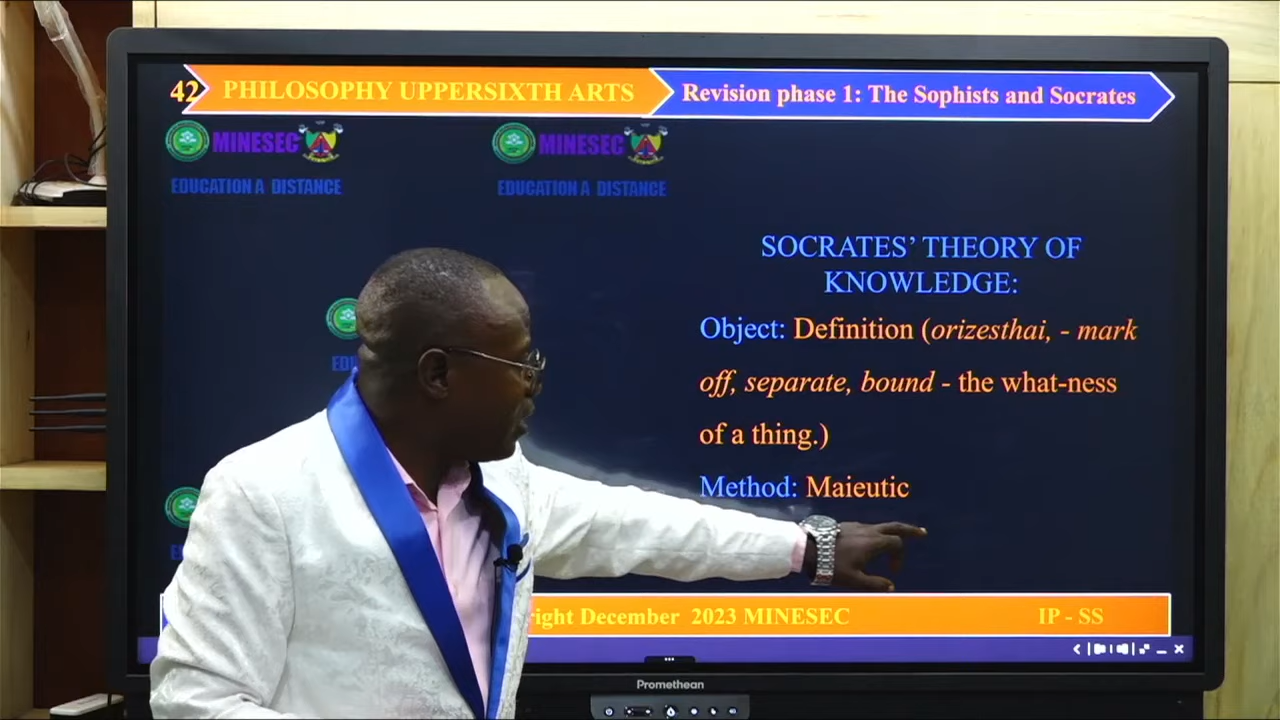 42 PHILOSOPHY UPPERSIXTH ARTS Revision phase 1: The Sophists and Socrates
MINESEC MINESEC
EDUCATION A DISTANCE EDUCATION A DISTANCE
SOCRATES' THEORY OF
KNOWLEDGE:
Object: Definition (orizesthai, - mark
off, separate, bound - the what-ness
of a thing.)
Method: Maieutic
right December 2023 MINESEC IP - SS
Promethean